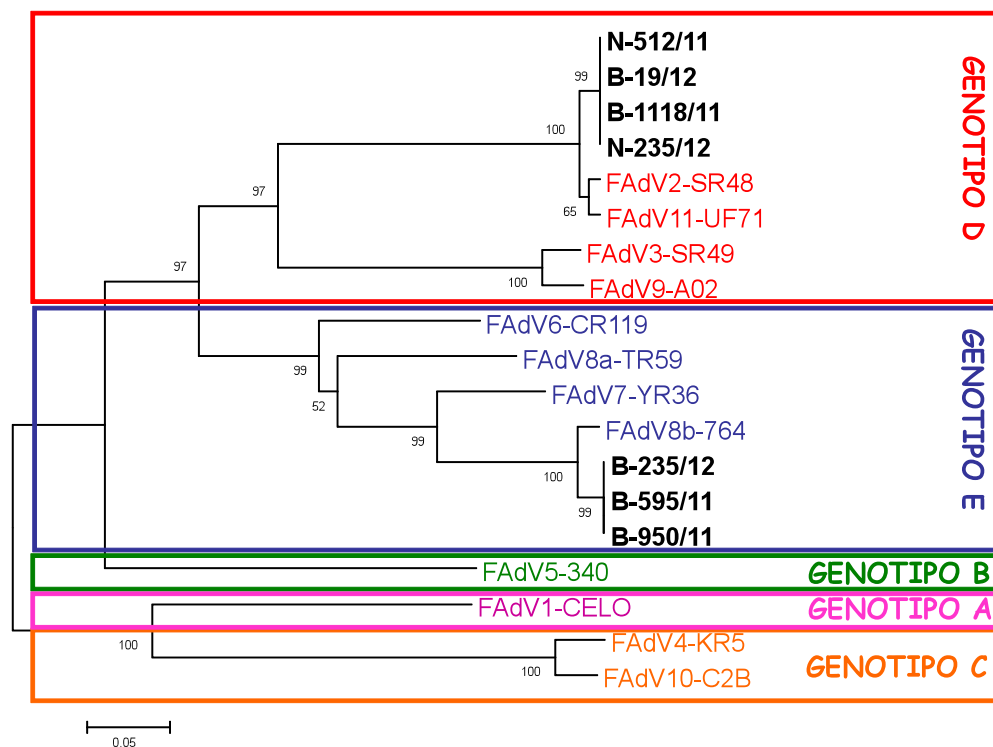 N-512/11
99
B-19/12
B-1118/11
100
N-235/12
FAdV2-SR48
97
65
FAdV11-UF71
FAdV3-SR49
97
100
FAdV9-A02
GENOTIPO D
FAdV6-CR119
99
FAdV8a-TR59
52
FAdV7-YR36
99
FAdV8b-764
B-235/12
100
B-595/11
99
B-950/11
GENOTIPO E
FAdV5-340
GENOTIPO B
FAdV1-CELO
GENOTIPO A
100
FAdV4-KR5
100
FAdV10-C2B
GENOTIPO C
0.05